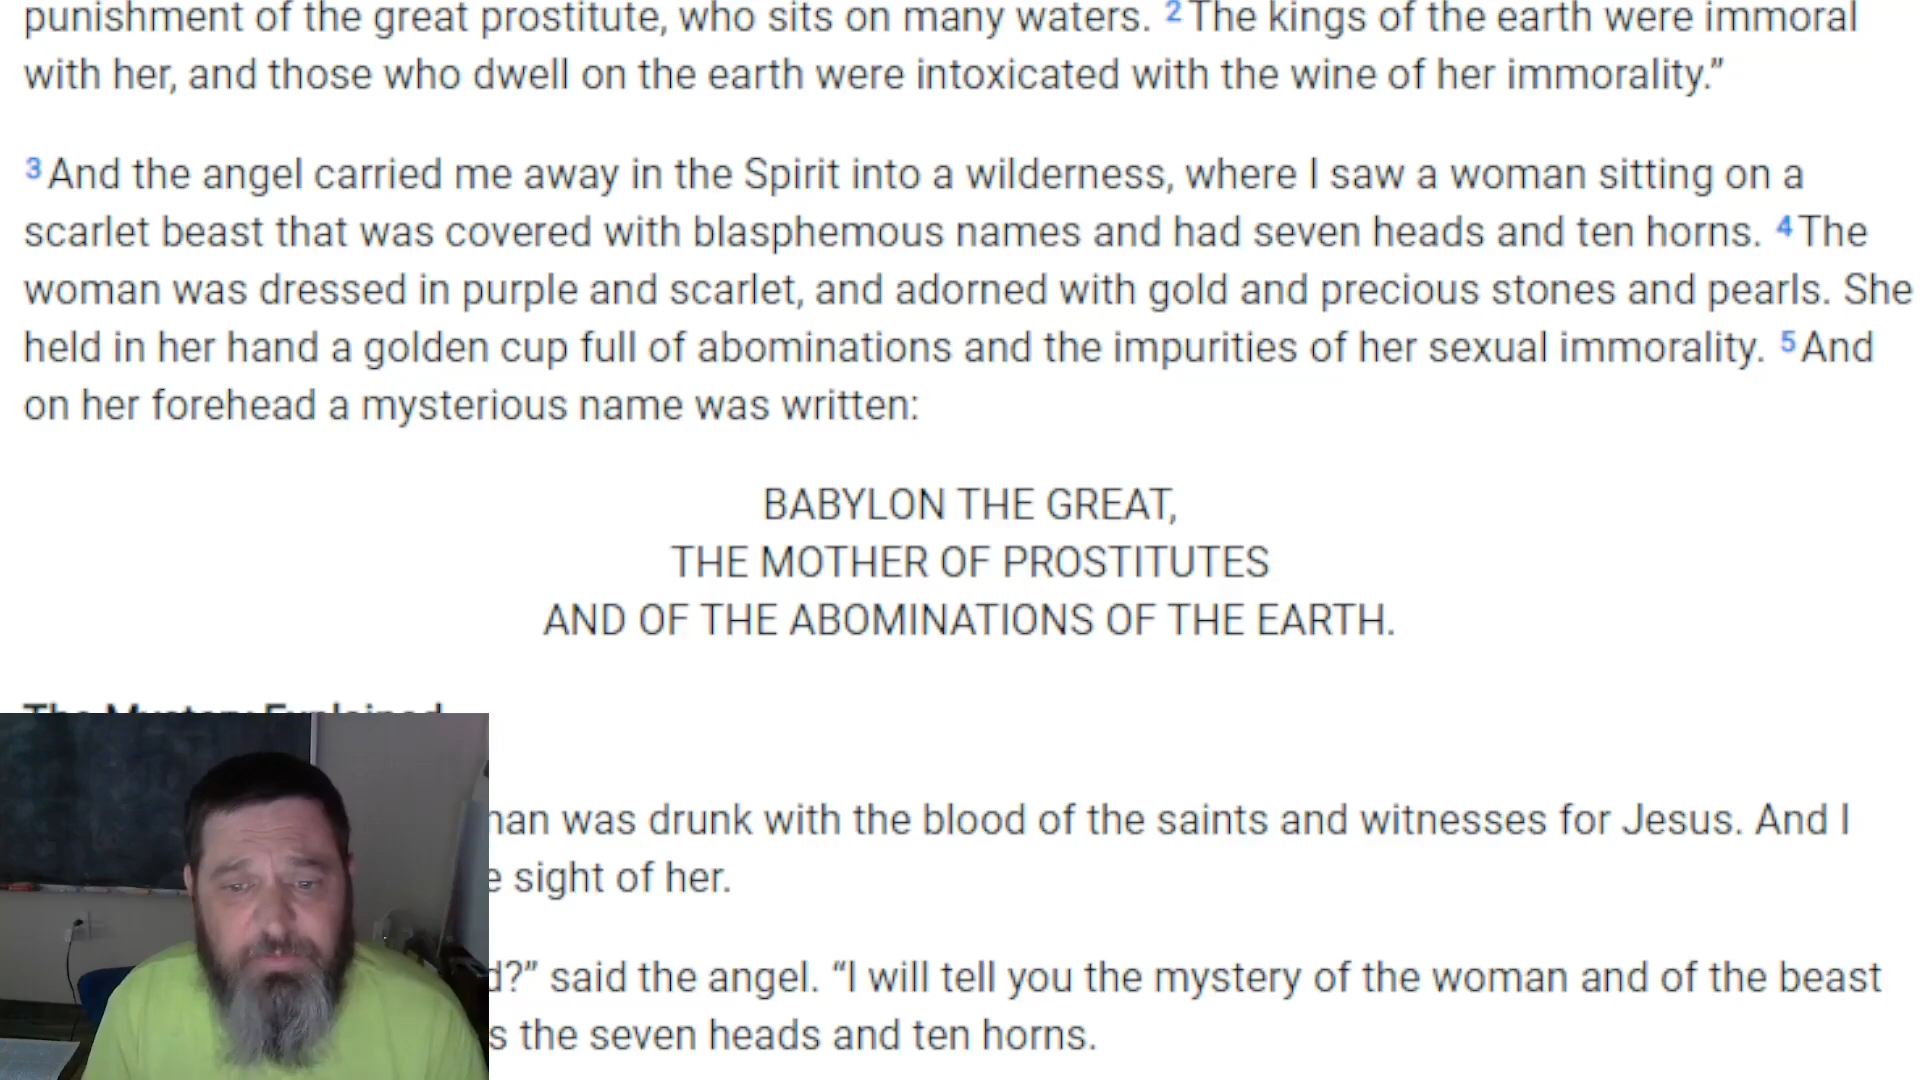 punishment of the great prostitute, who sits on many waters. 2 The kings of the earth were immoral
with her, and those who dwell on the earth were intoxicated with the wine of her immorality.”
3 And the angel carried me away in the Spirit into a wilderness, where I saw a woman sitting on a
scarlet beast that was covered with blasphemous names and had seven heads and ten horns. 4 The
woman was dressed in purple and scarlet, and adorned with gold and precious stones and pearls. She
held in her hand a golden cup full of abominations and the impurities of her sexual immorality. 5 And
on her forehead a mysterious name was written:
BABYLON THE GREAT,
THE MOTHER OF PROSTITUTES
AND OF THE ABOMINATIONS OF THE EARTH.
The Mystery Explained
was drunk with the blood of the saints and witnesses for Jesus. And I
sight of her.
said the angel. “I will tell you the mystery of the woman and of the beast
the seven heads and ten horns.